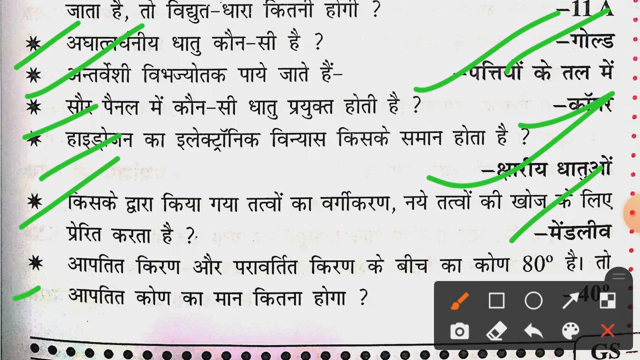 जाता है, तो विद्युत-धारा कितनी होगी ? –11 A
* अघात्वर्धनीय धातु कौन-सी है ? –गोल्ड
* अन्तर्वेशी विभज्योतक पाये जाते हैं– –पत्तियों के तल में
* सौर पैनल में कौन-सी धातु प्रयुक्त होती है ? –कॉपर
* हाइड्रोजन का इलेक्ट्रॉनिक विन्यास किसके समान होता है ?
–क्षारीय धातुओं
* किसके द्वारा किया गया तत्वों का वर्गीकरण, नये तत्वों की खोज के लिए
प्रेरित करता है ? –मेंडलीव
* आपतित किरण और परावर्तित किरण के बीच का कोण 80° है। तो
आपतित कोण का मान कितना होगा ? –40°
GS